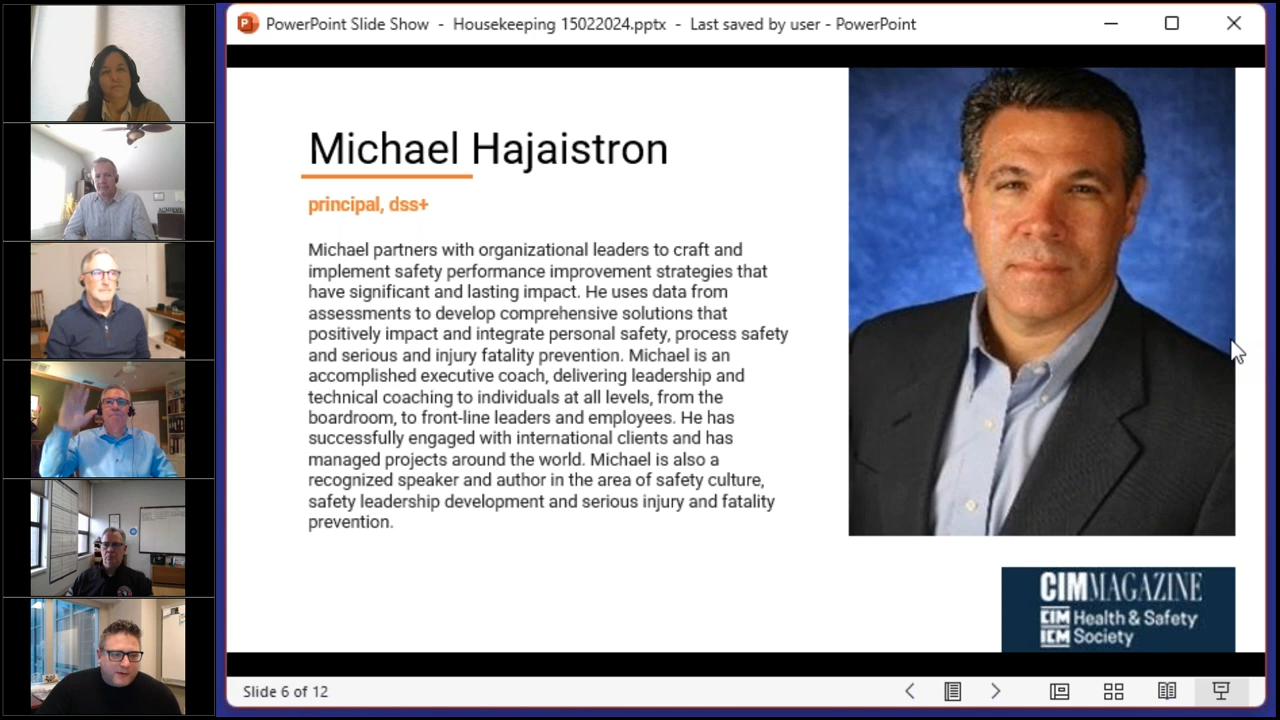 PowerPoint Slide Show - Housekeeping 15022024.pptx - Last saved by user - PowerPoint
Michael Hajaistron
principal, dss+
Michael partners with organizational leaders to craft and
implement safety performance improvement strategies that
have significant and lasting impact. He uses data from
assessments to develop comprehensive solutions that
positively impact and integrate personal safety, process safety
and serious and injury fatality prevention. Michael is an
accomplished executive coach, delivering leadership and
technical coaching to individuals at all levels, from the
boardroom, to front-line leaders and employees. He has
successfully engaged with international clients and has
managed projects around the world. Michael is also a
recognized speaker and author in the area of safety culture,
safety leadership development and serious injury and fatality
prevention.
CIM MAGAZINE
CIM Health & Safety
ICM Society
Slide 6 of 12
ACHIEVE